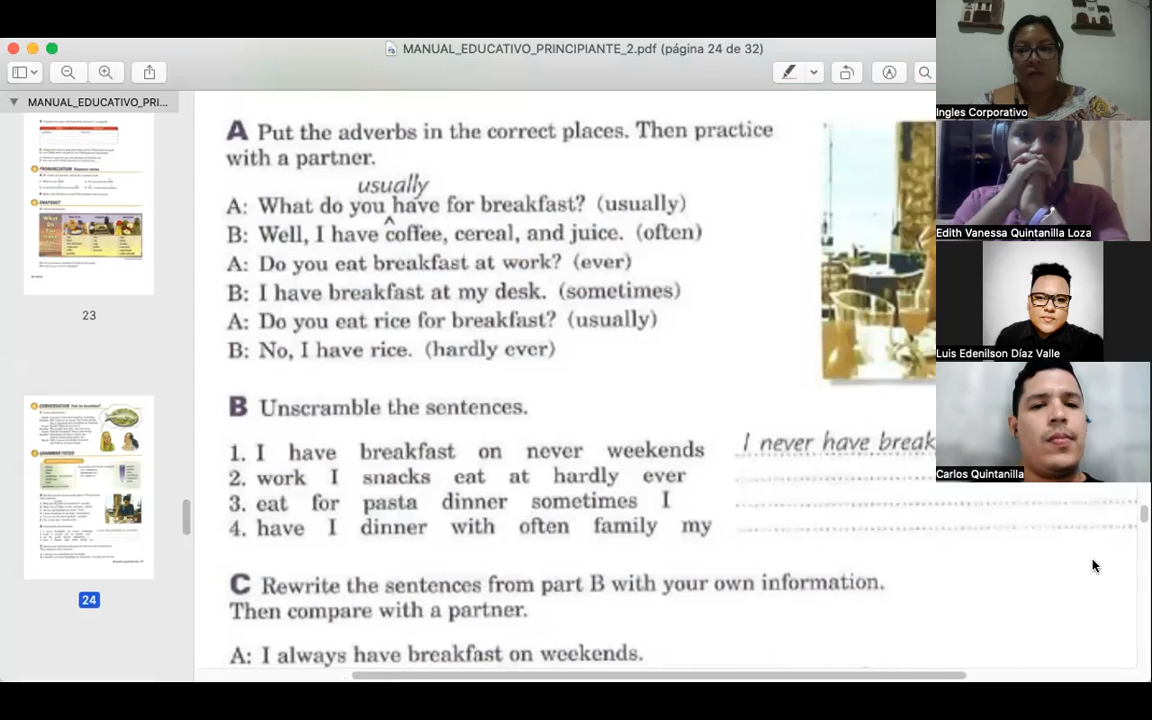 MANUAL_EDUCATIVO_PRINCIPIANTE_2.pdf (página 24 de 32)
MANUAL_EDUCATIVO_PRI...
23
24
A Put the adverbs in the correct places. Then practice
with a partner.
usually
A: What do you ^ have for breakfast? (usually)
B: Well, I have coffee, cereal, and juice. (often)
A: Do you eat breakfast at work? (ever)
B: I have breakfast at my desk. (sometimes)
A: Do you eat rice for breakfast? (usually)
B: No, I have rice. (hardly ever)
B Unscramble the sentences.
1. I have breakfast on never weekends
I never have break
2. work I snacks eat at hardly ever
3. eat for pasta dinner sometimes I
4. have I dinner with often family my
C Rewrite the sentences from part B with your own information.
Then compare with a partner.
A: I always have breakfast on weekends.
Ingles Corporativo
Edith Vanessa Quintanilla Loza
Luis Edenilson Díaz Valle
Carlos Quintanilla